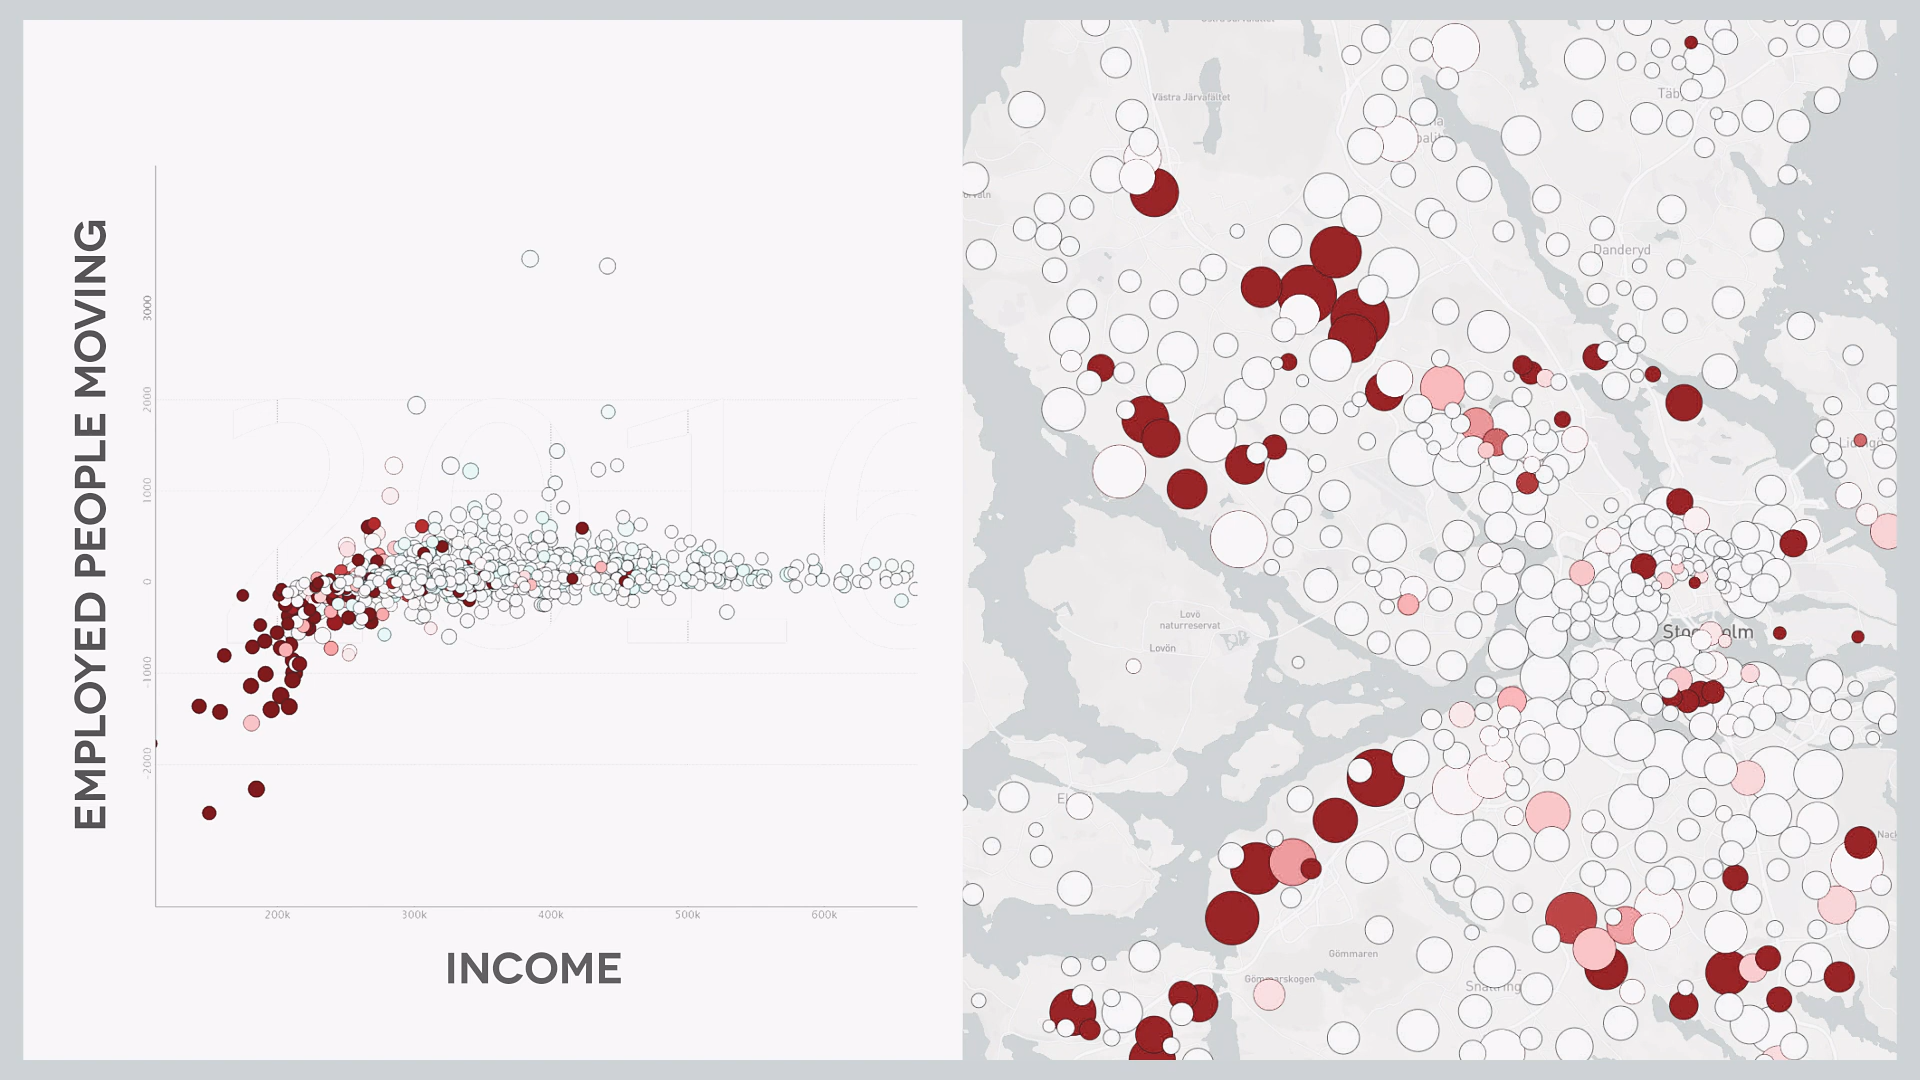 EMPLOYED PEOPLE MOVING
3000
2000
1000
0
-1000
-2000
2016
200k
300k
400k
500k
600k
INCOME
Västra Järvafältet
Täby
Danderyd
Lovö
naturreservat
Lovön
Stockholm
Gömmaren
Gömmarskogen